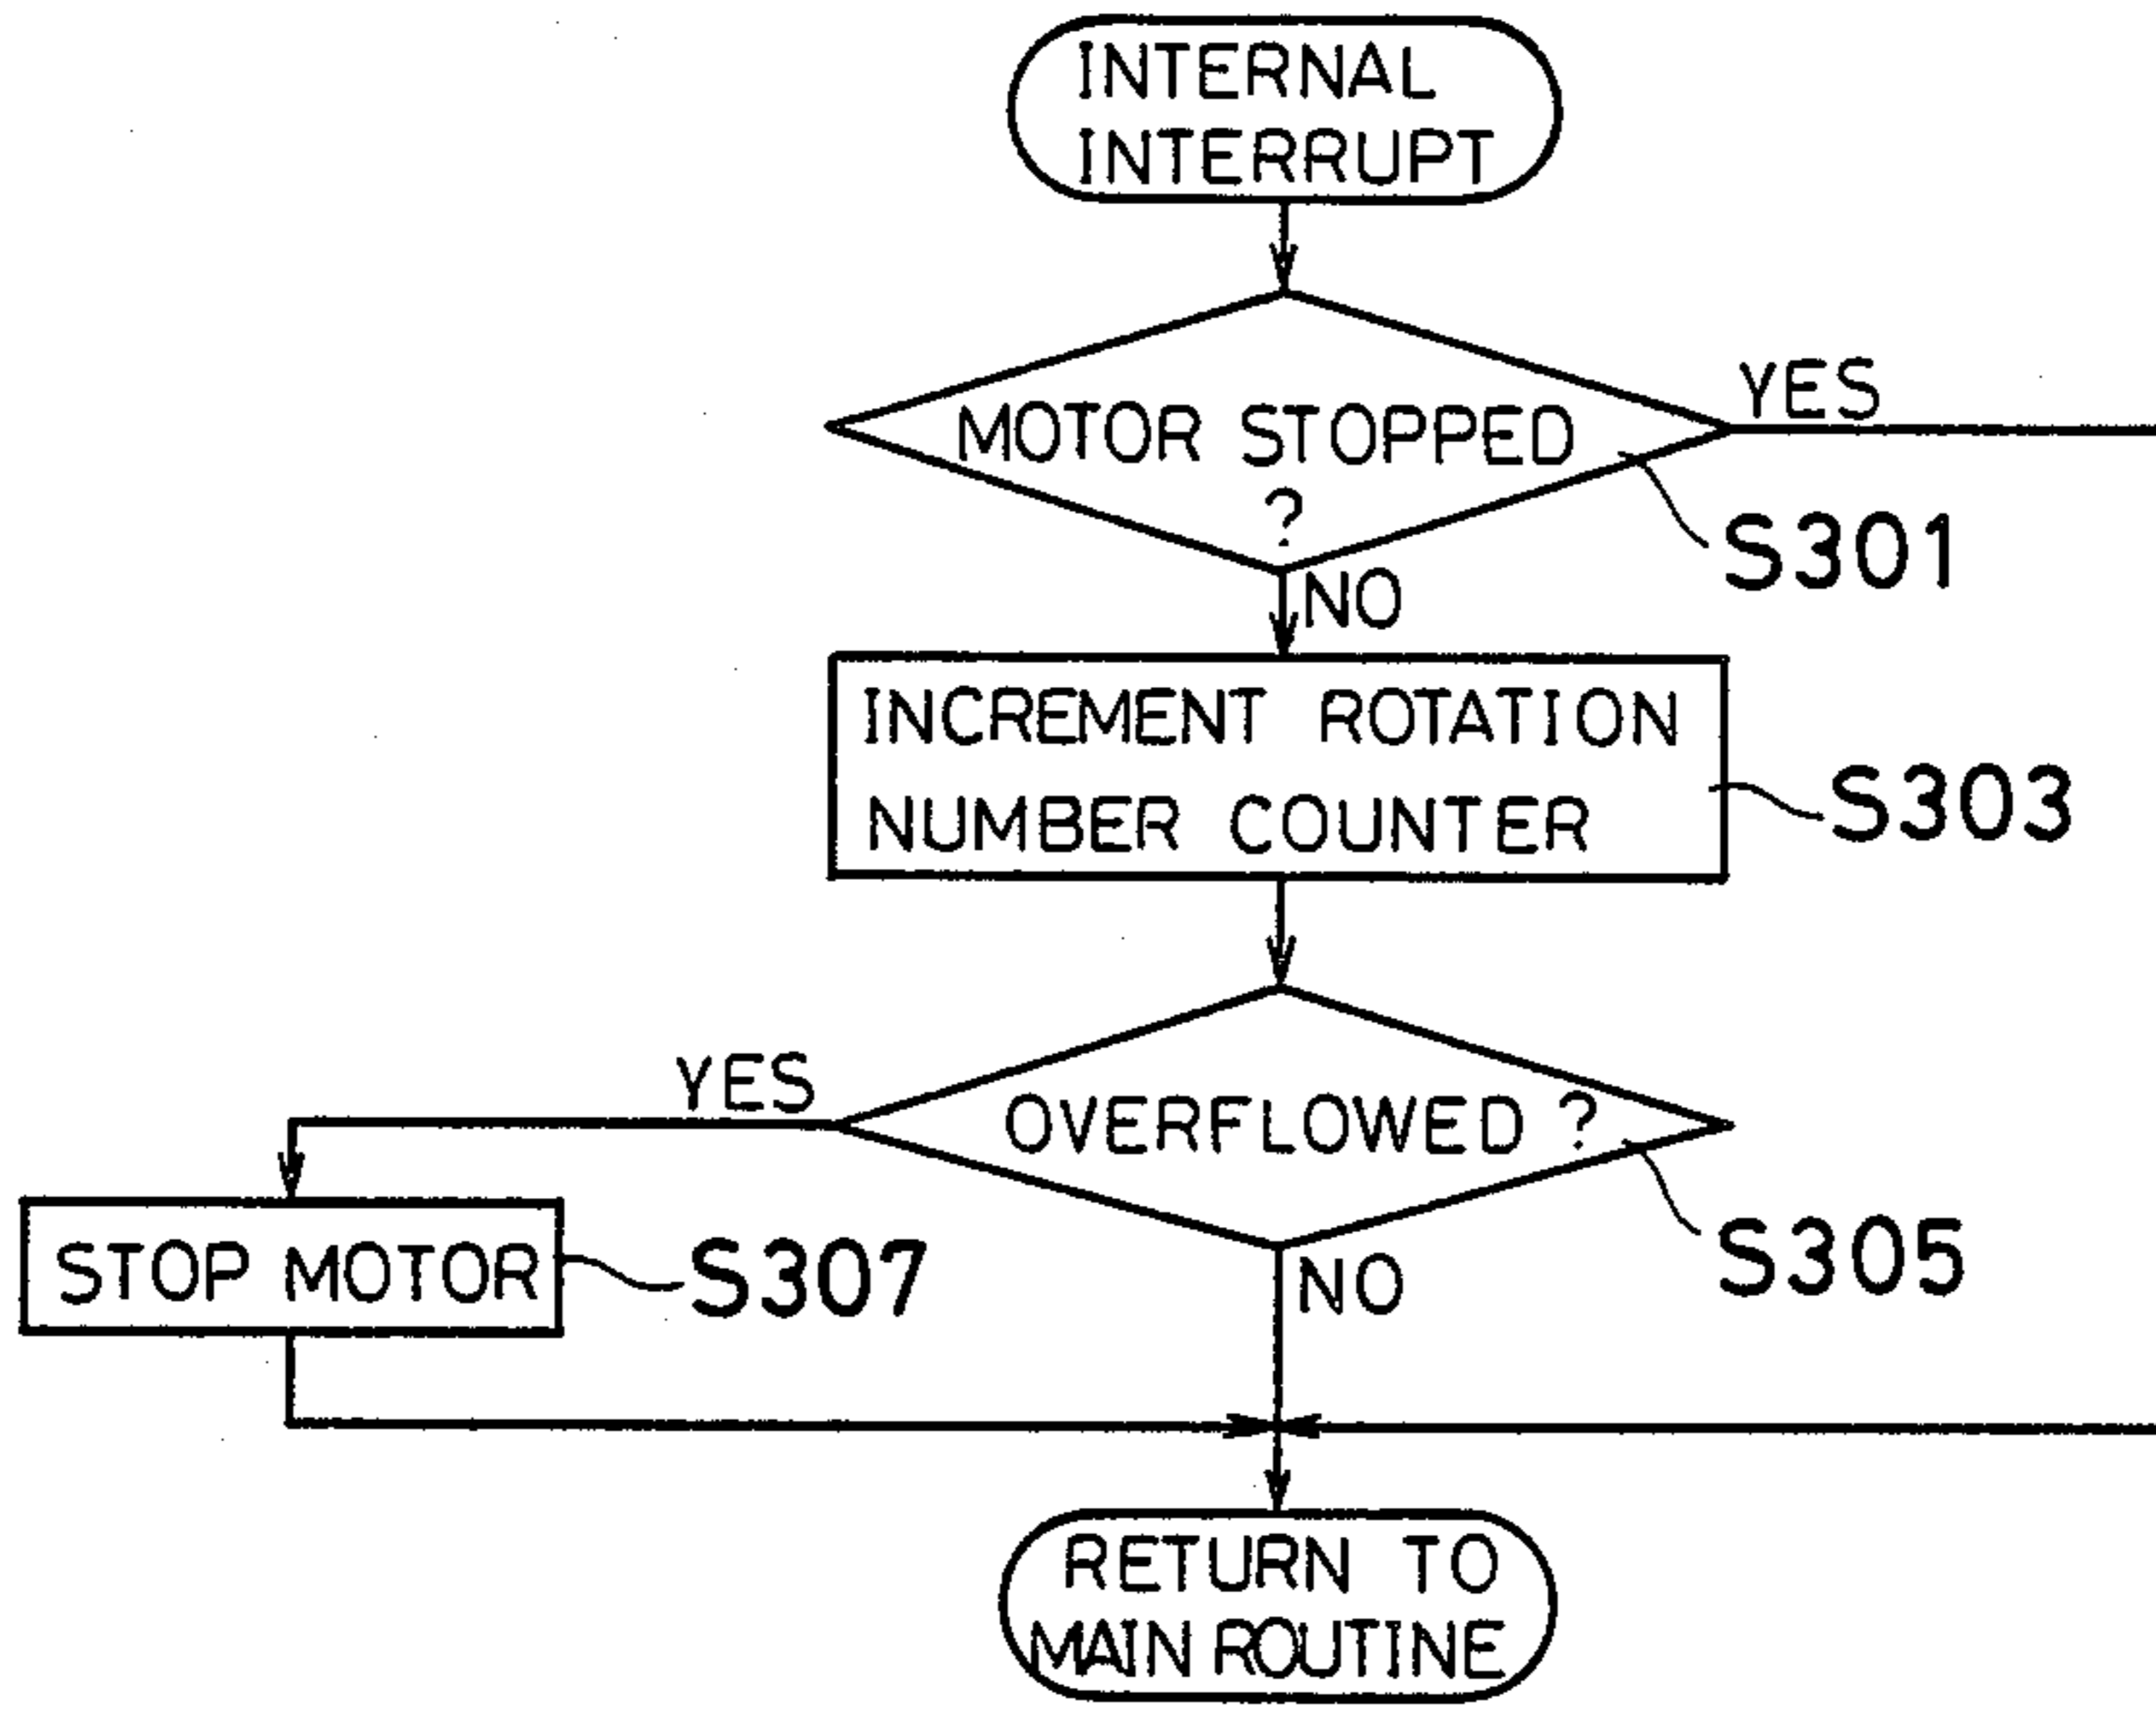 INTERNAL
INTERRUPT
MOTOR STOPPED
?
YES
S301
NO
INCREMENT ROTATION
NUMBER COUNTER
S303
YES
OVERFLOWED ?
S305
STOP MOTOR
S307
NO
RETURN TO
MAIN ROUTINE